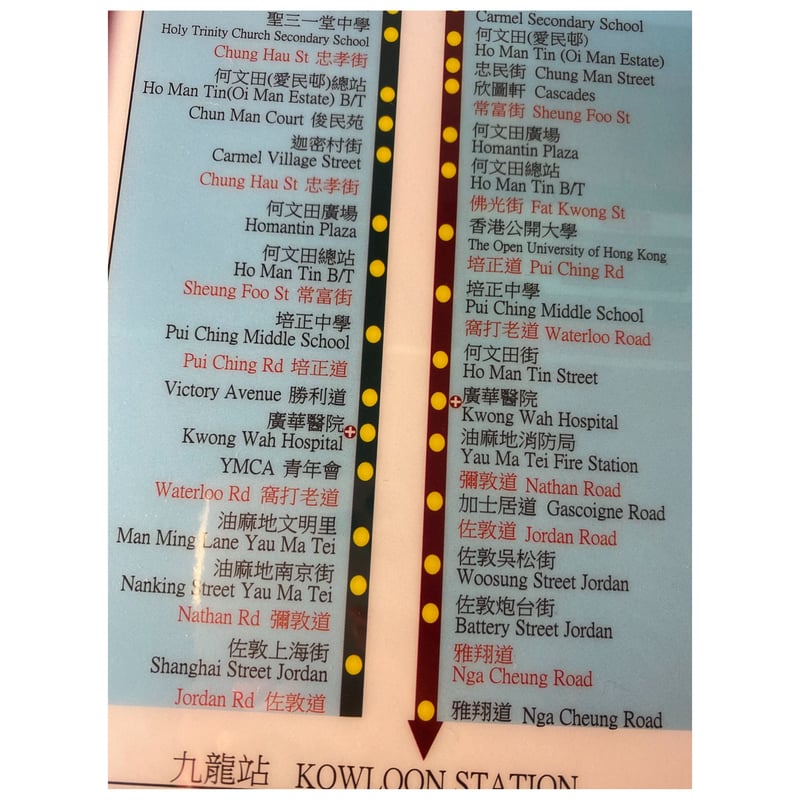 聖三一堂中學
Holy Trinity Church Secondary School
Chung Hau St 忠孝街
何文田(愛民邨)總站
Ho Man Tin(Oi Man Estate) B/T
Chun Man Court 俊民苑
迦密村街
Carmel Village Street
Chung Hau St 忠孝街
何文田廣場
Homantin Plaza
何文田總站
Ho Man Tin B/T
Sheung Foo St 常富街
培正中學
Pui Ching Middle School
Pui Ching Rd 培正道
Victory Avenue 勝利道
廣華醫院
Kwong Wah Hospital
YMCA 青年會
Waterloo Rd 窩打老道
油麻地文明里
Man Ming Lane Yau Ma Tei
油麻地南京街
Nanking Street Yau Ma Tei
Nathan Rd 彌敦道
佐敦上海街
Shanghai Street Jordan
Jordan Rd 佐敦道
Carmel Secondary School
何文田(愛民邨)
Ho Man Tin (Oi Man Estate)
忠民街 Chung Man Street
欣圖軒 Cascades
常富街 Sheung Foo St
何文田廣場
Homantin Plaza
何文田總站
Ho Man Tin B/T
佛光街 Fat Kwong St
香港公開大學
The Open University of Hong Kong
培正道 Pui Ching Rd
培正中學
Pui Ching Middle School
窩打老道 Waterloo Road
何文田街
Ho Man Tin Street
廣華醫院
Kwong Wah Hospital
油麻地消防局
Yau Ma Tei Fire Station
彌敦道 Nathan Road
加士居道 Gascoigne Road
佐敦道 Jordan Road
佐敦吳松街
Woosung Street Jordan
佐敦炮台街
Battery Street Jordan
雅翔道
Nga Cheung Road
雅翔道 Nga Cheung Road
九龍站 KOWLOON STATION